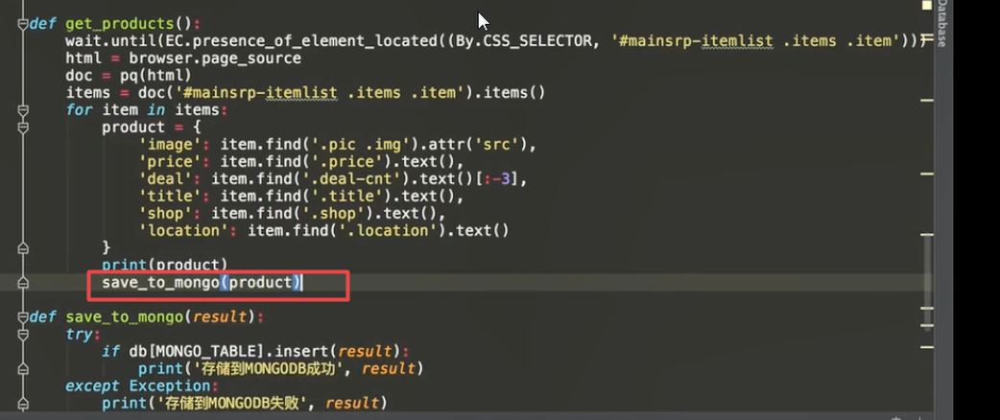 def get_products():
    wait.until(EC.presence_of_element_located((By.CSS_SELECTOR, '#mainsrp-itemlist .items .item')))
    html = browser.page_source
    doc = pq(html)
    items = doc('#mainsrp-itemlist .items .item').items()
    for item in items:
        product = {
            'image': item.find('.pic .img').attr('src'),
            'price': item.find('.price').text(),
            'deal': item.find('.deal-cnt').text()[:-3],
            'title': item.find('.title').text(),
            'shop': item.find('.shop').text(),
            'location': item.find('.location').text()
        }
        print(product)
        save_to_mongo(product)
def save_to_mongo(result):
    try:
        if db[MONGO_TABLE].insert(result):
            print('存储到MONGODB成功', result)
    except Exception:
        print('存储到MONGODB失败', result)
Database